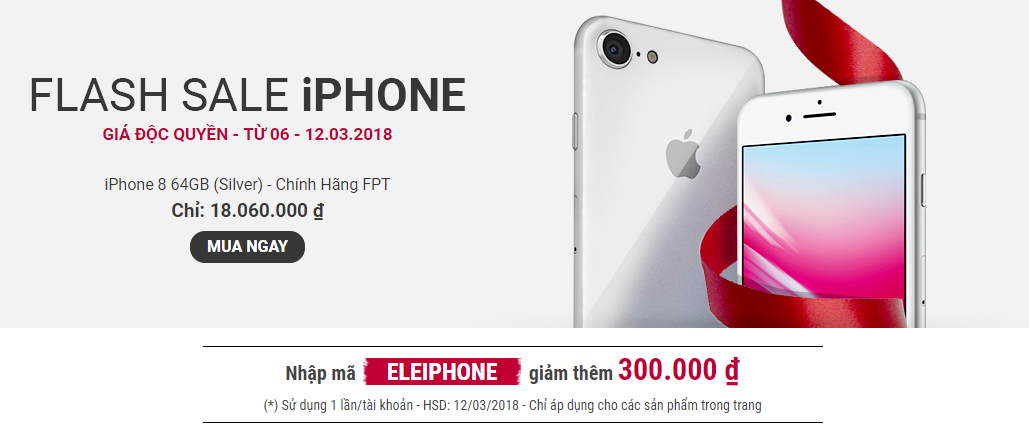 FLASH SALE iPHONE
GIÁ ĐỘC QUYỀN - TỪ 06 - 12.03.2018
iPhone 8 64GB (Silver) - Chính Hãng FPT
Chỉ: 18.060.000 ₫
MUA NGAY
Nhập mã ELEIPHONE giảm thêm 300.000 ₫
(*) Sử dụng 1 lần/tài khoản - HSD: 12/03/2018 - Chỉ áp dụng cho các sản phẩm trong trang